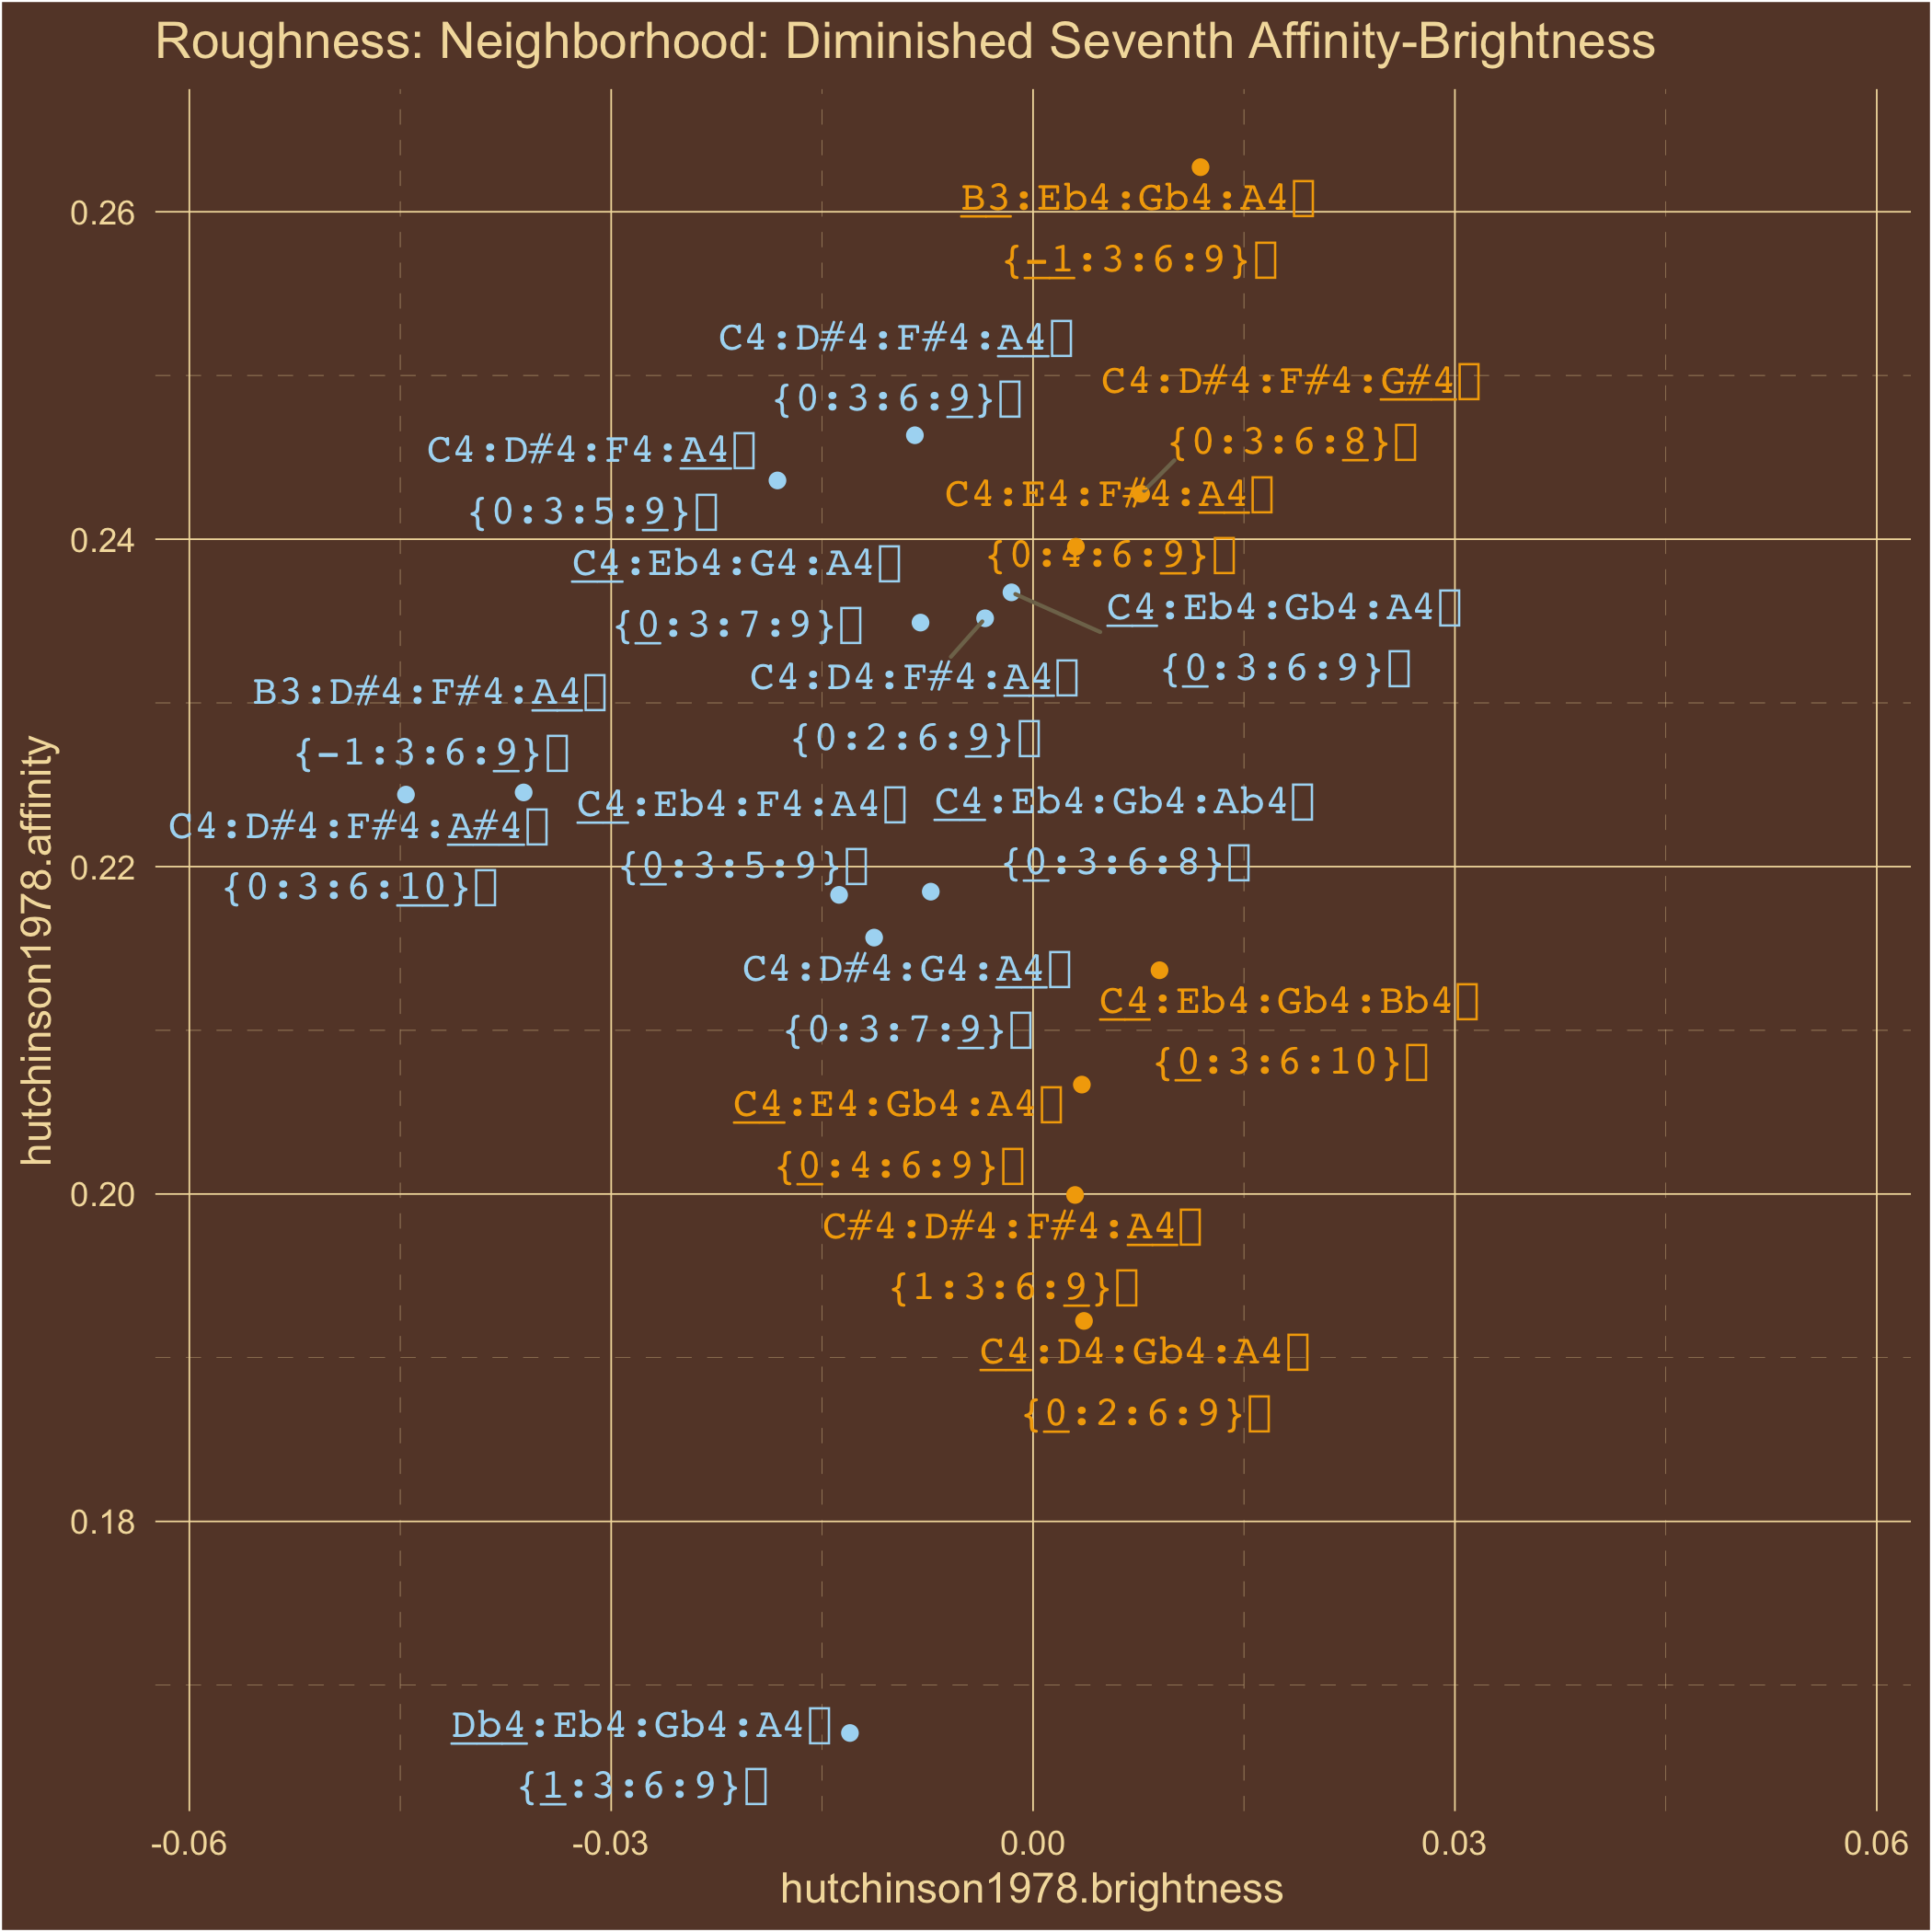 Roughness: Neighborhood: Diminished Seventh Affinity-Brightness
hutchinson1978.affinity
0.26
0.24
0.22
0.20
0.18
B3:Eb4:Gb4:A4
{-1:3:6:9}
C4:D#4:F#4:A4
{0:3:6:9}
C4:D#4:F#4:G#4
{0:3:6:8}
C4:D#4:F4:A4
{0:3:5:9}
C4:E4:F#4:A4
{0:4:6:9}
C4:Eb4:G4:A4
{0:3:7:9}
C4:Eb4:Gb4:A4
{0:3:6:9}
C4:D4:F#4:A4
{0:2:6:9}
B3:D#4:F#4:A4
{-1:3:6:9}
C4:D#4:F#4:A#4
{0:3:6:10}
C4:Eb4:F4:A4
{0:3:5:9}
C4:Eb4:Gb4:Ab4
{0:3:6:8}
C4:D#4:G4:A4
{0:3:7:9}
C4:Eb4:Gb4:Bb4
{0:3:6:10}
C4:E4:Gb4:A4
{0:4:6:9}
C#4:D#4:F#4:A4
{1:3:6:9}
C4:D4:Gb4:A4
{0:2:6:9}
Db4:Eb4:Gb4:A4
{1:3:6:9}
-0.06
-0.03
0.00
0.03
0.06
hutchinson1978.brightness